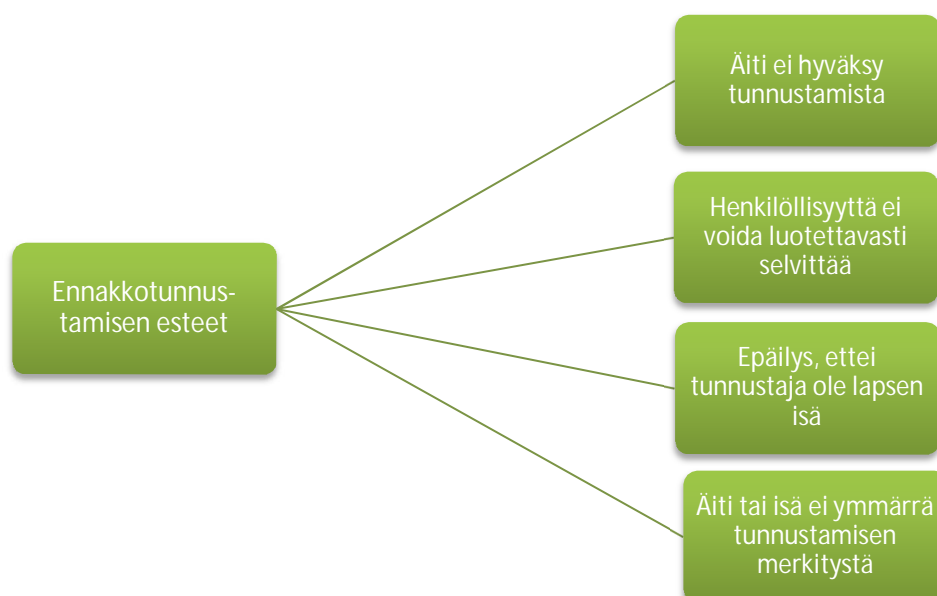 Ennakkotunnus-
tamisen esteet
Äiti ei hyväksy
tunnustamista
Henkilöllisyyttä ei
voida luotettavasti
selvittää
Epäilys, ettei
tunnustaja ole lapsen
isä
Äiti tai isä ei ymmärrä
tunnustamisen
merkitystä